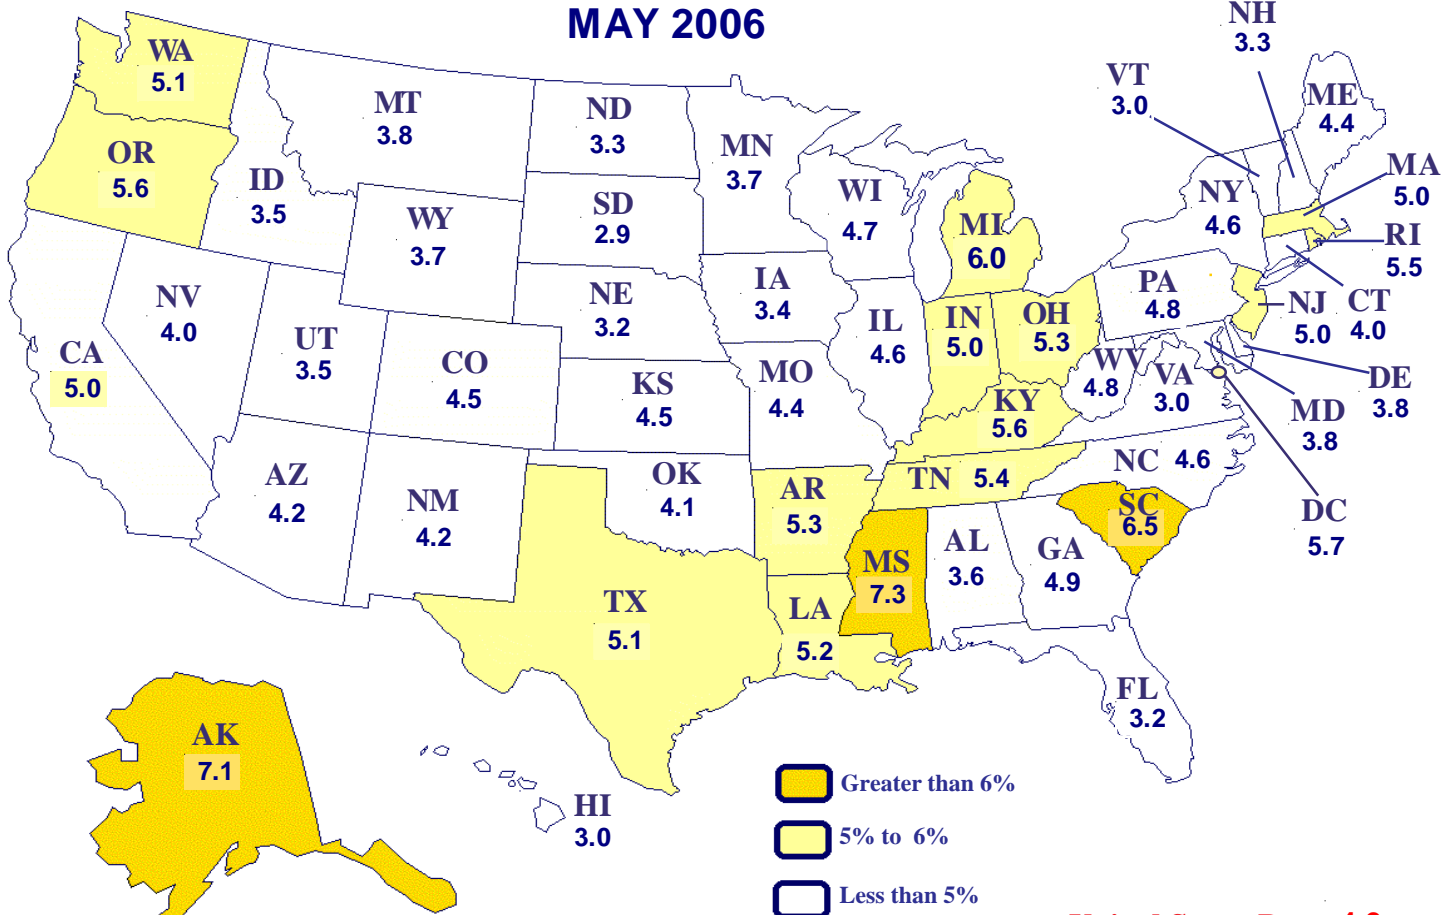 MAY 2006
NH
3.3
WA
5.1
VT
3.0
MT
3.8
ND
3.3
ME
4.4
MN
3.7
OR
5.6
MA
5.0
ID
3.5
WI
4.7
NY
4.6
SD
2.9
WY
3.7
MI
6.0
RI
5.5
IA
3.4
PA
4.8
NV
4.0
NE
3.2
NJ
5.0
CT
4.0
IL
4.6
IN
5.0
OH
5.3
UT
3.5
CA
5.0
CO
4.5
KS
4.5
MO
4.4
WV
4.8
VA
3.0
DE
3.8
MD
3.8
KY
5.6
NC 4.6
TN 5.4
AZ
4.2
NM
4.2
OK
4.1
AR
5.3
SC
6.5
DC
5.7
MS
7.3
AL
3.6
GA
4.9
TX
5.1
LA
5.2
FL
3.2
AK
7.1
HI
3.0
Greater than 6%
5% to 6%
Less than 5%